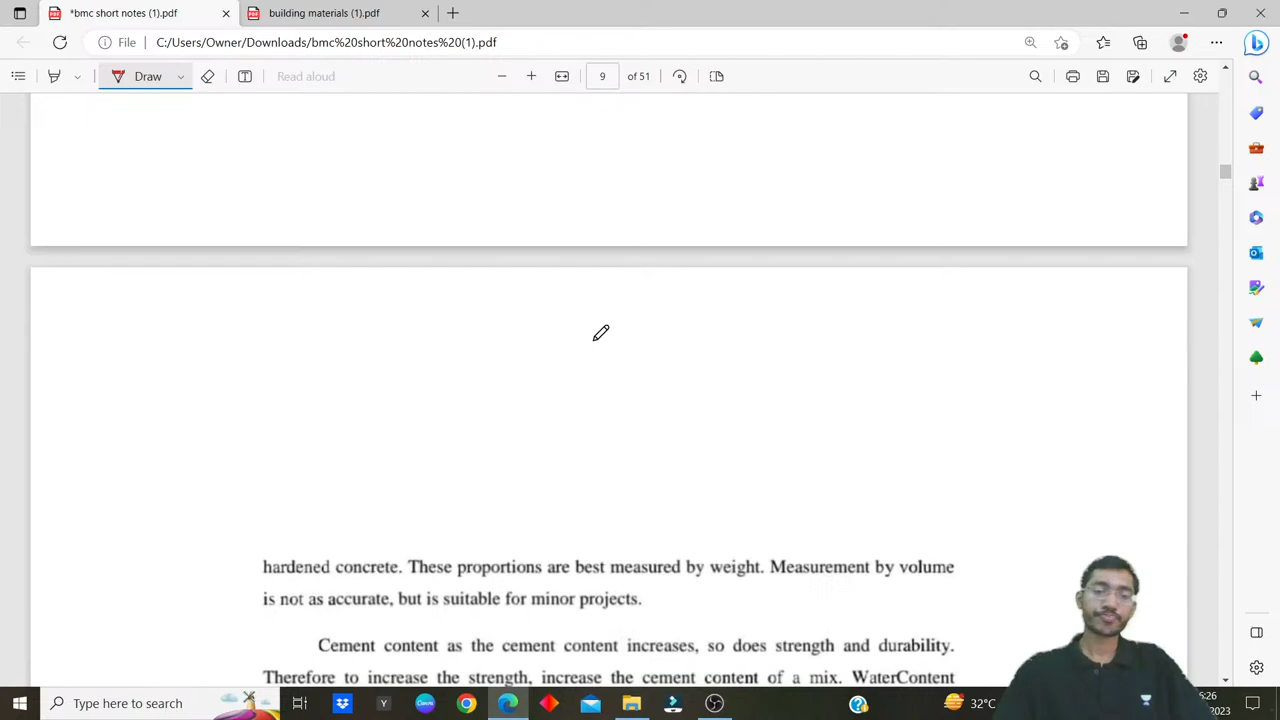 *bmc short notes (1).pdf
building materials (1).pdf
File
C:/Users/Owner/Downloads/bmc%20short%20notes%20(1).pdf
Draw
Read aloud
9
of 51
hardened concrete. These proportions are best measured by weight. Measurement by volume
is not as accurate, but is suitable for minor projects.
Cement content as the cement content increases, so does strength and durability.
Therefore to increase the strength, increase the cement content of a mix. WaterContent
Type here to search
32°C
:26
2023